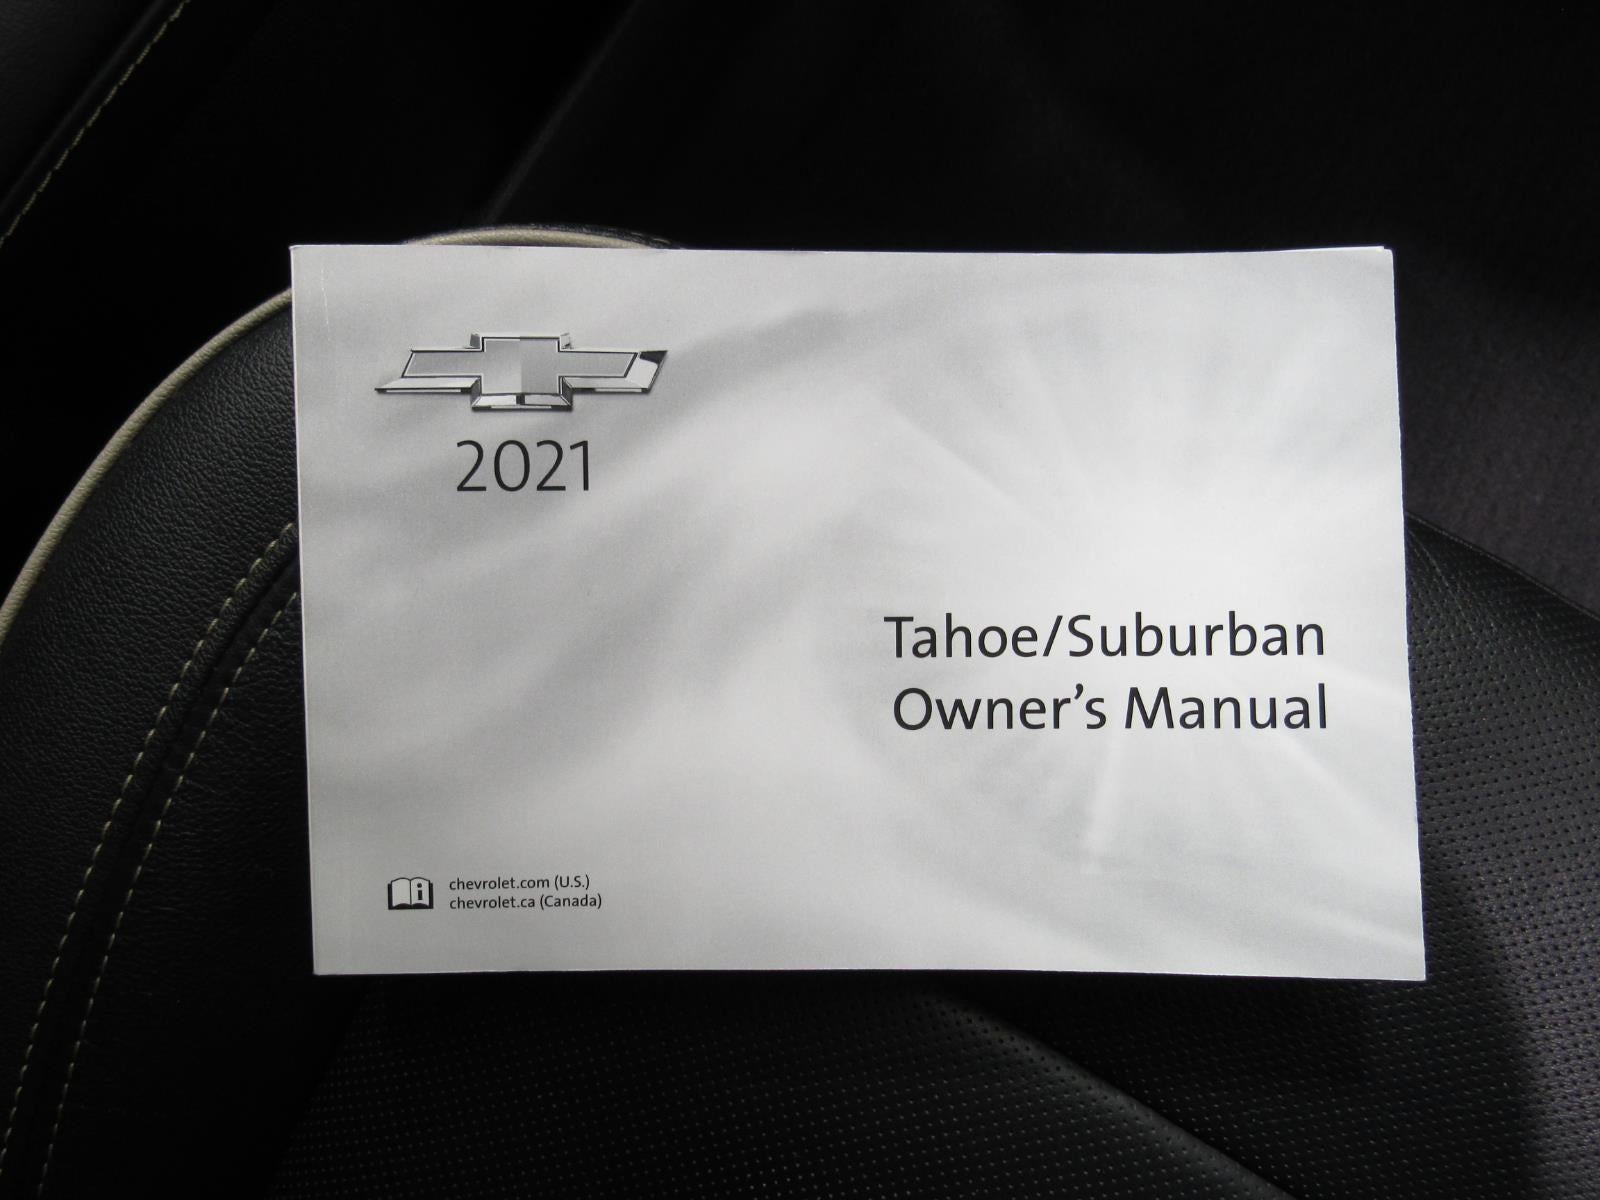 2021
Tahoe/Suburban
Owner's Manual
chevrolet.com (U.S.)
chevrolet.ca (Canada)